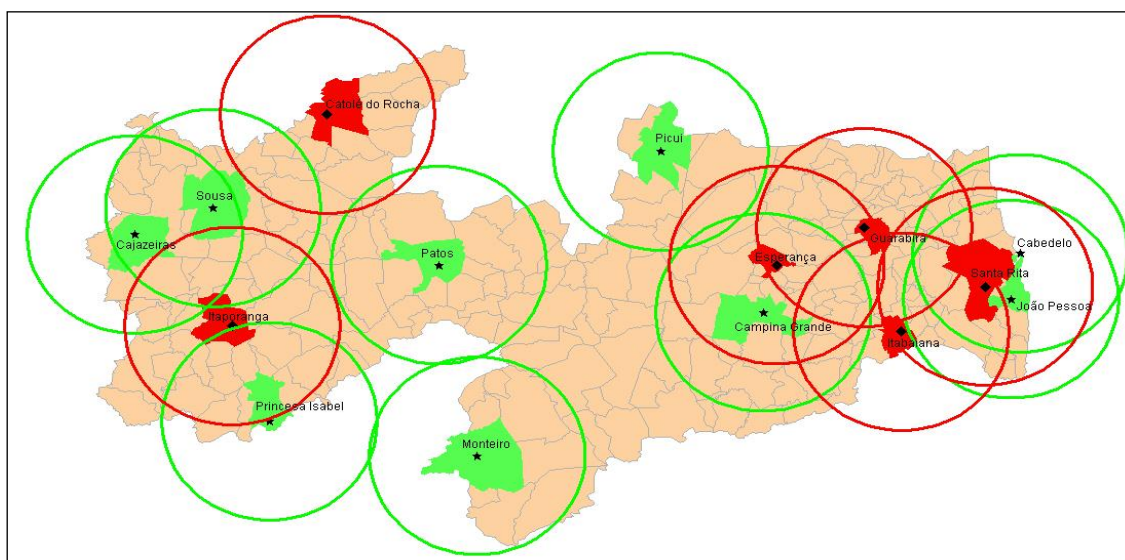 Catolé do Rocha
Picuí
Sousa
Cajazeiras
Patos
Guarabira
Cabedelo
Esperança
Santa Rita
João Pessoa
Itaporanga
Campina Grande
Itabaiana
Princesa Isabel
Monteiro